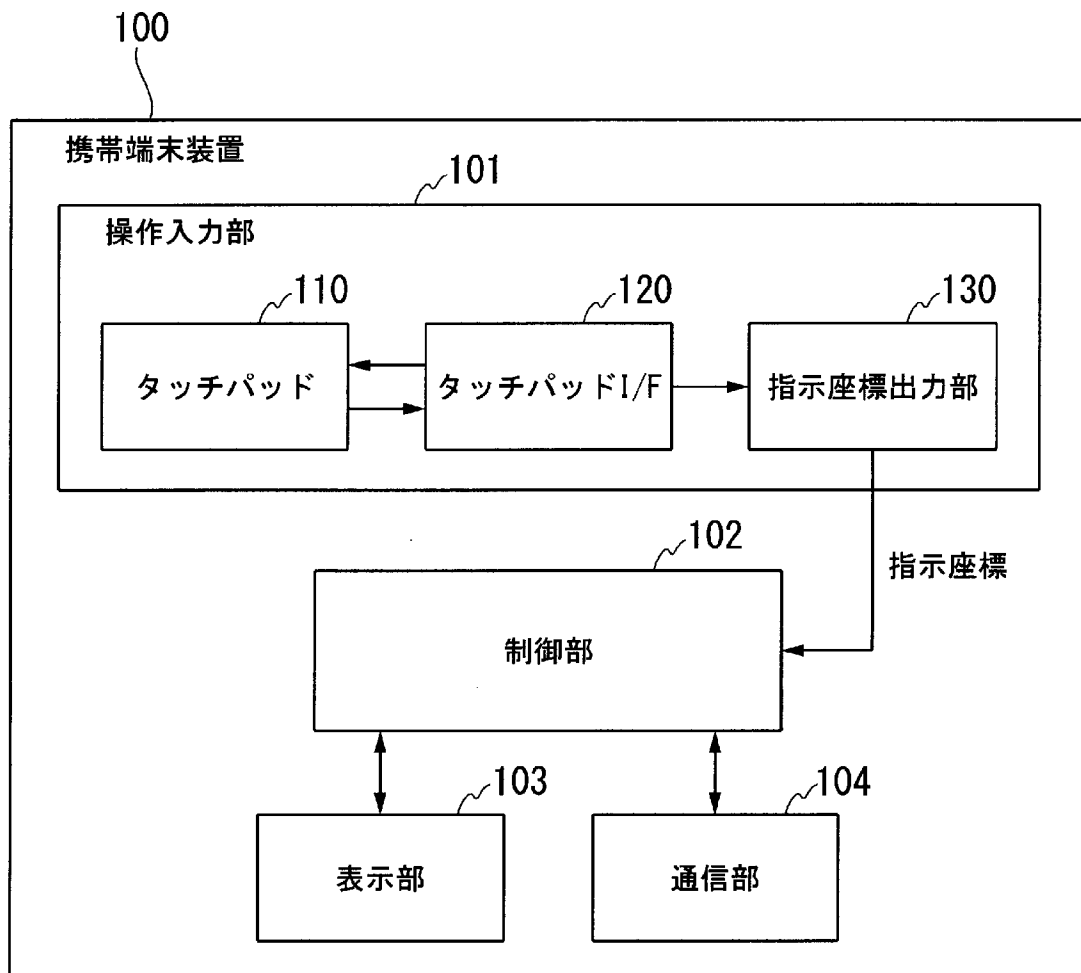 100
携帯端末装置
101
操作入力部
110
120
130
タッチパッド
タッチパッドI/F
指示座標出力部
102
指示座標
制御部
103
104
表示部
通信部